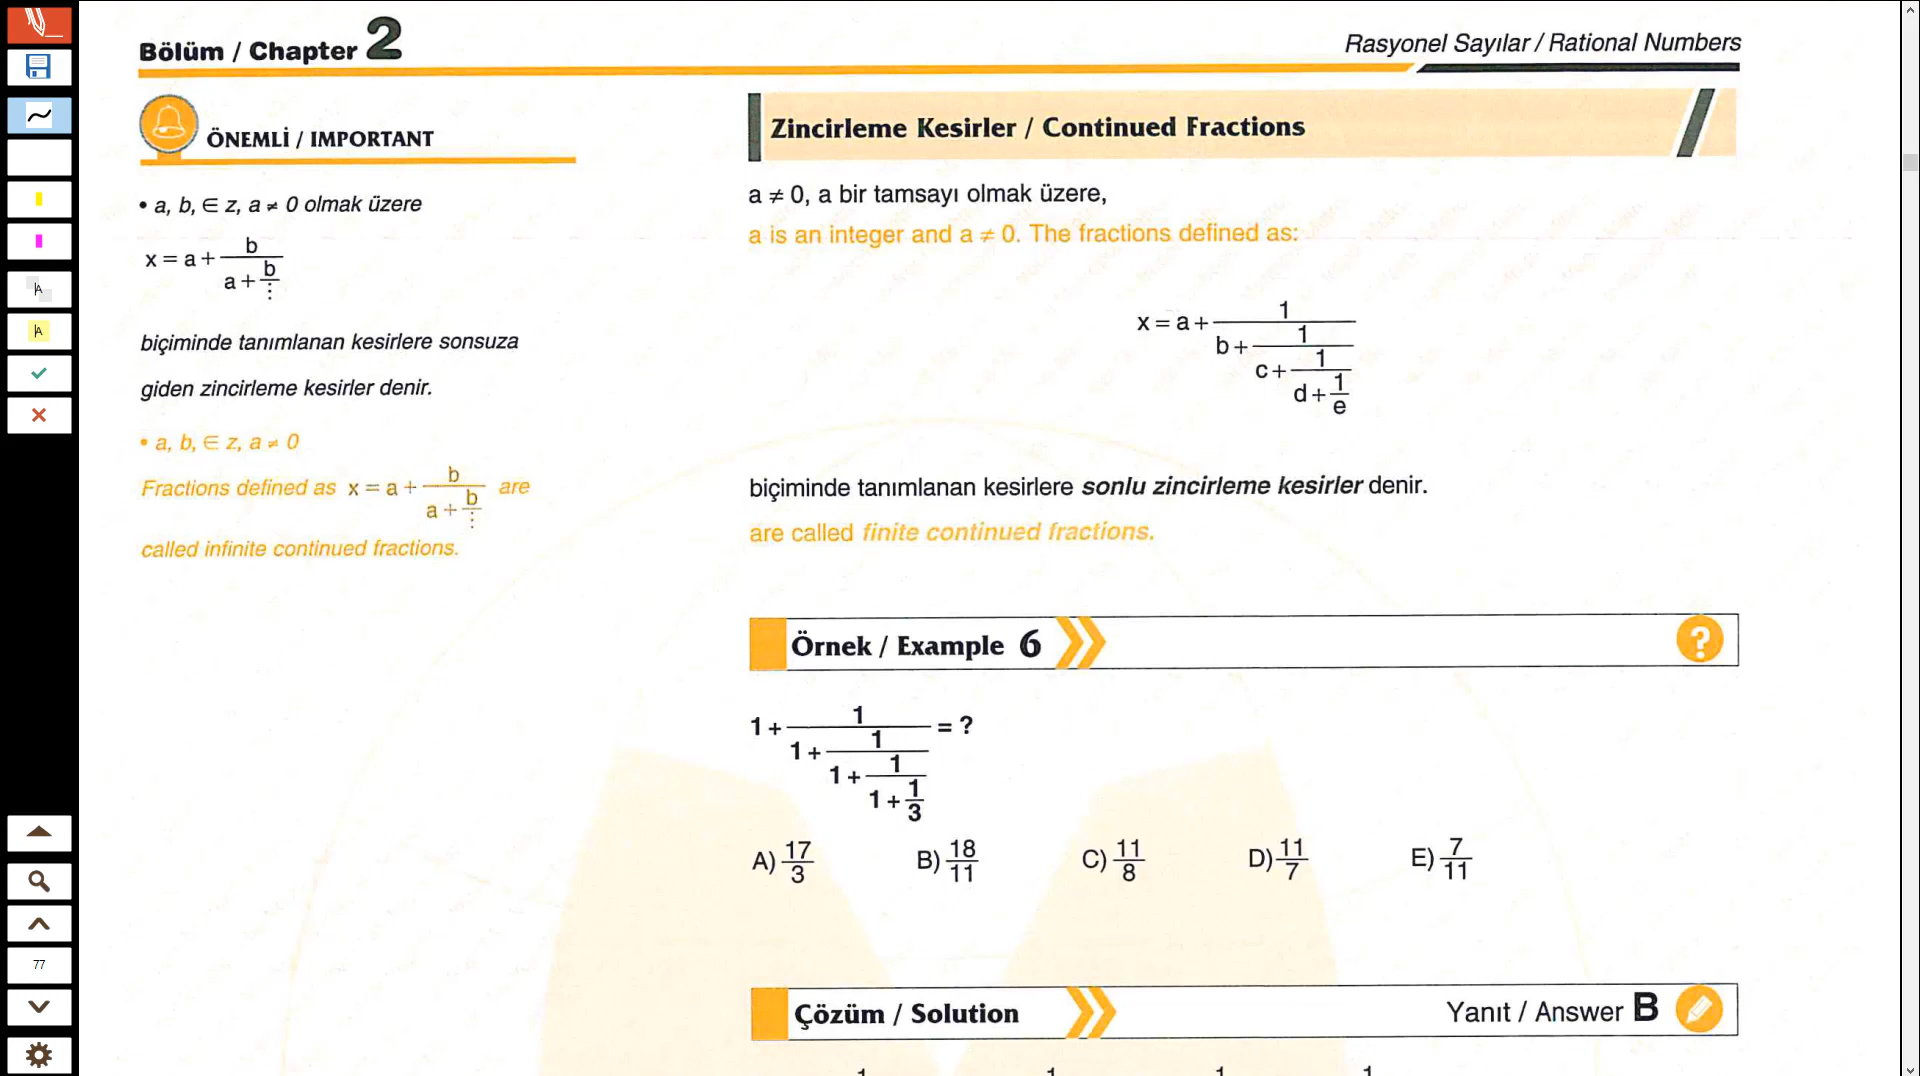 Bölüm / Chapter 2
Rasyonel Sayılar / Rational Numbers
ÖNEMLİ / IMPORTANT
• a, b, ∈ z, a ≠ 0 olmak üzere
x = a + b
a + b
⋮
biçiminde tanımlanan kesirlere sonsuza
giden zincirleme kesirler denir.
• a, b, ∈ z, a ≠ 0
Fractions defined as x = a + b are
a + b
⋮
called infinite continued fractions.
Zincirleme Kesirler / Continued Fractions
a ≠ 0, a bir tamsayı olmak üzere,
a is an integer and a ≠ 0. The fractions defined as:
x = a + 1
b + 1
c + 1
d + 1
e
biçiminde tanımlanan kesirlere sonlu zincirleme kesirler denir.
are called finite continued fractions.
Örnek / Example 6
?
1 + 1 = ?
1 + 1
1 + 1
1 + 1
3
A) 17/3 B) 18/11 C) 11/8 D) 11/7 E) 7/11
Çözüm / Solution
Yanıt / Answer B
1 1 1 1
A
A
77